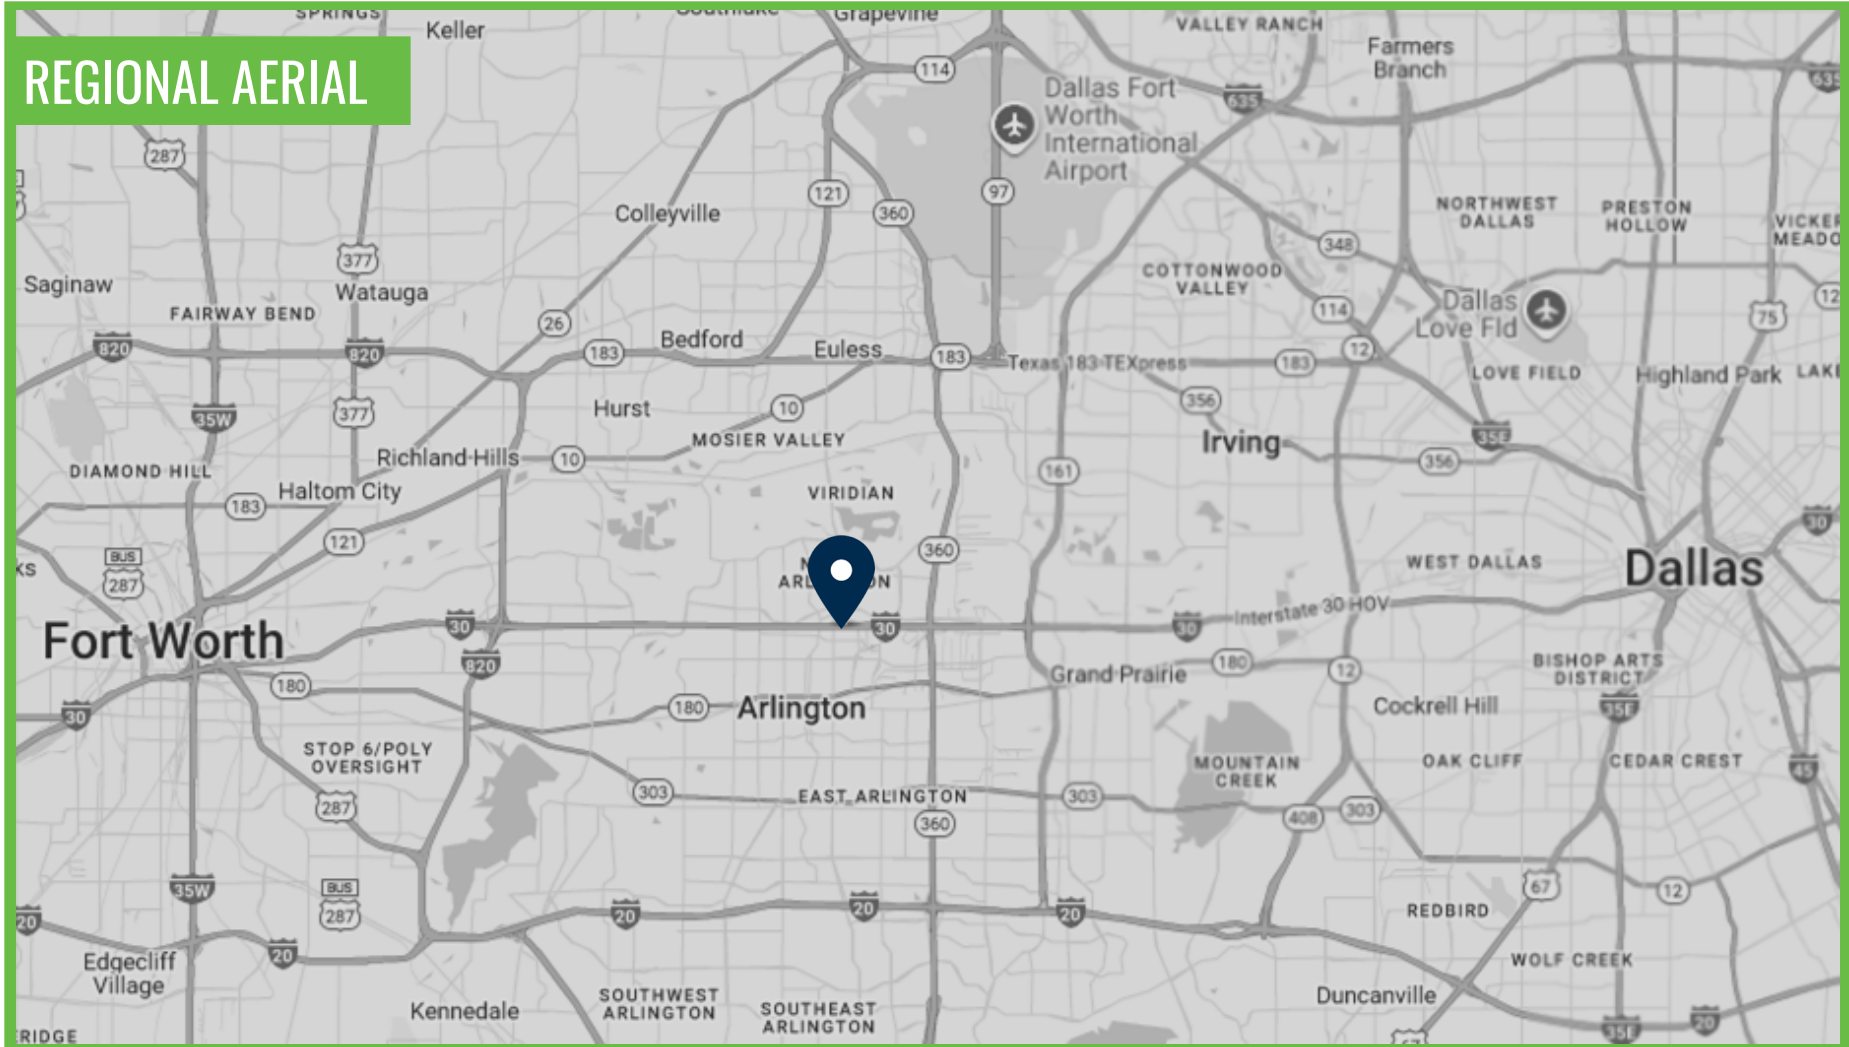 REGIONAL AERIAL
SPRINGS
Keller
Southlake
Grapevine
VALLEY RANCH
Farmers
Branch
114
635
635
Dallas Fort
Worth
International
Airport
287
121
360
97
Colleyville
377
348
NORTHWEST
DALLAS
PRESTON
HOLLOW
COTTONWOOD
VALLEY
Saginaw
FAIRWAY BEND
Watauga
26
114
Dallas
Love Fld
75
12
820
820
183
Bedford
Euless
183
Texas 183 TEXpress
183
12
LOVE FIELD
Highland Park
35W
377
Hurst
10
MOSIER VALLEY
356
Irving
35E
356
DIAMOND HILL
Richland Hills
10
161
Haltom City
183
VIRIDIAN
121
360
30
BUS
287
WEST DALLAS
Dallas
Fort Worth
30
30
30
Interstate 30 HOV
820
180
Grand Prairie
180
12
BISHOP ARTS
DISTRICT
30
180
Arlington
Cockrell Hill
35E
STOP 6/POLY
OVERSIGHT
MOUNTAIN
CREEK
OAK CLIFF
CEDAR CREST
45
287
303
EAST ARLINGTON
303
408
303
360
35W
BUS
287
67
12
20
20
20
20
REDBIRD
20
Edgecliff
Village
WOLF CREEK
Kennedale
SOUTHWEST
ARLINGTON
SOUTHEAST
ARLINGTON
Duncanville
35E
20
67